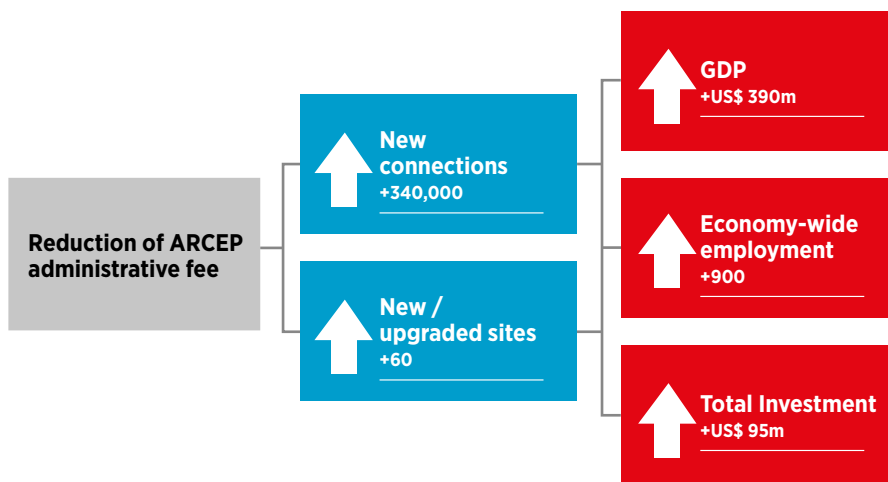 Reduction of ARCEP
administrative fee
New
connections
+340,000
New /
upgraded sites
+60
GDP
+US$ 390m
Economy-wide
employment
+900
Total Investment
+US$ 95m